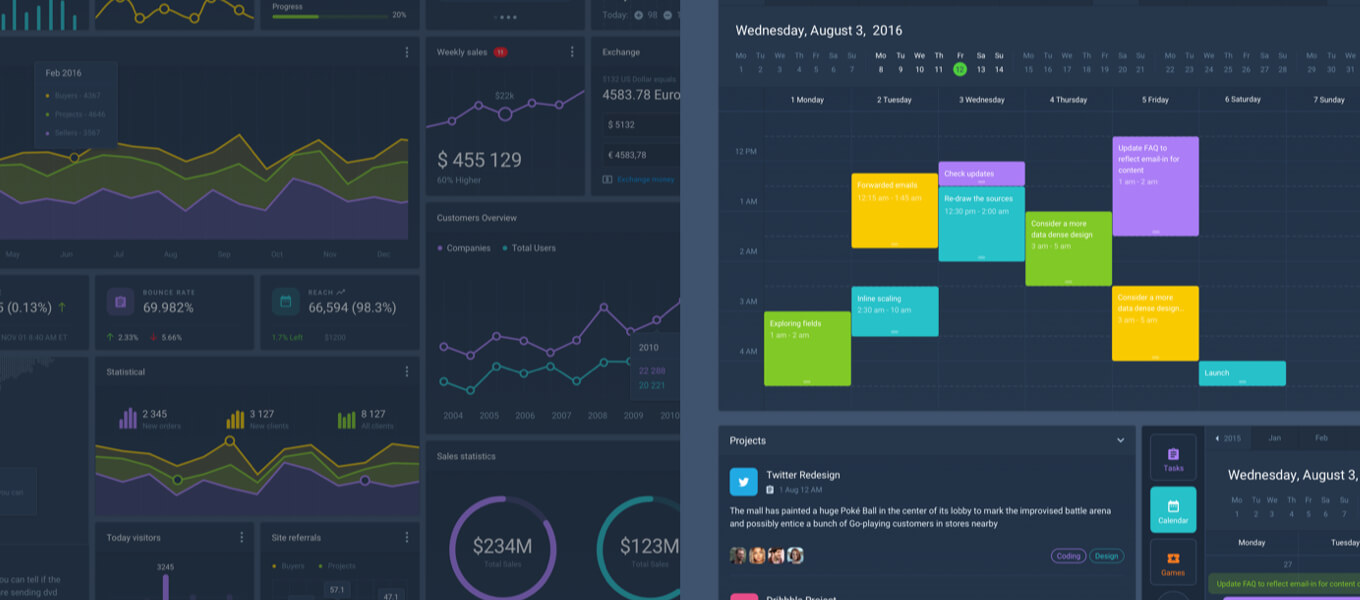 Progress
20%
Today:
98
Feb 2016
Buyers - 4367
Projects - 4646
Sellers - 5567
May Jun Jul Aug Sep Oct Nov Dec
(0.13%)
NOV 01 8:40 AM ET
BOUNCE RATE
69.982%
2.33% 5.66%
REACH
66,594 (98.3%)
1.7% Left $1200
Statistical
2 345
New orders
3 127
New clients
8 127
All clients
you can
Today visitors
3245
you can tell if the
re sending dvd
Site referrals
Buyers Projects
57.1
47.1
Weekly sales 11
$22k
$ 455 129
60% Higher
Exchange
5132 US Dollar equals
4583.78 Euro
$ 5132
€ 4583,78
Exchange money
Customers Overview
Companies Total Users
2010
22 288
20 221
2004 2005 2006 2007 2008 2009 2010
Sales statistics
$234M
Total Sales
$123M
Total Sales
Wednesday, August 3, 2016
Mo Tu We Th Fr Sa Su Mo Tu We Th Fr Sa Su Mo Tu We Th Fr Sa Su Mo Tu We Th Fr Sa Su Mo Tu We
1 2 3 4 5 6 7 8 9 10 11 12 13 14 15 16 17 18 19 20 21 22 23 24 25 26 27 28 29 30 31
1 Monday 2 Tuesday 3 Wednesday 4 Thursday 5 Friday 6 Saturday 7 Sunday
12 PM
1 AM
2 AM
3 AM
4 AM
Exploring fields
1 am - 2 am
Forwarded emails
12:15 am - 1:45 am
Inline scaling
2:30 am - 10 am
Check updates
Re-draw the sources
12:30 pm - 2:00 am
Consider a more
data dense design
3 am - 5 am
Update FAQ to
reflect email-in for
content
1 am - 2 am
Consider a more
data dense design...
3 am - 5 am
Launch
Projects
Twitter Redesign
1 Aug 12 AM
The mall has painted a huge Poké Ball in the center of its lobby to mark the improvised battle arena
and possibly entice a bunch of Go-playing customers in stores nearby
Coding Design
Dribbble Project
Tasks
Calendar
Games
2015 Jan Feb
Wednesday, August 3,
Mo Tu We Th Fr Sa Su
1 2 3 4 5 6 7
Monday Tuesday
27
Update FAQ to reflect email-in for content